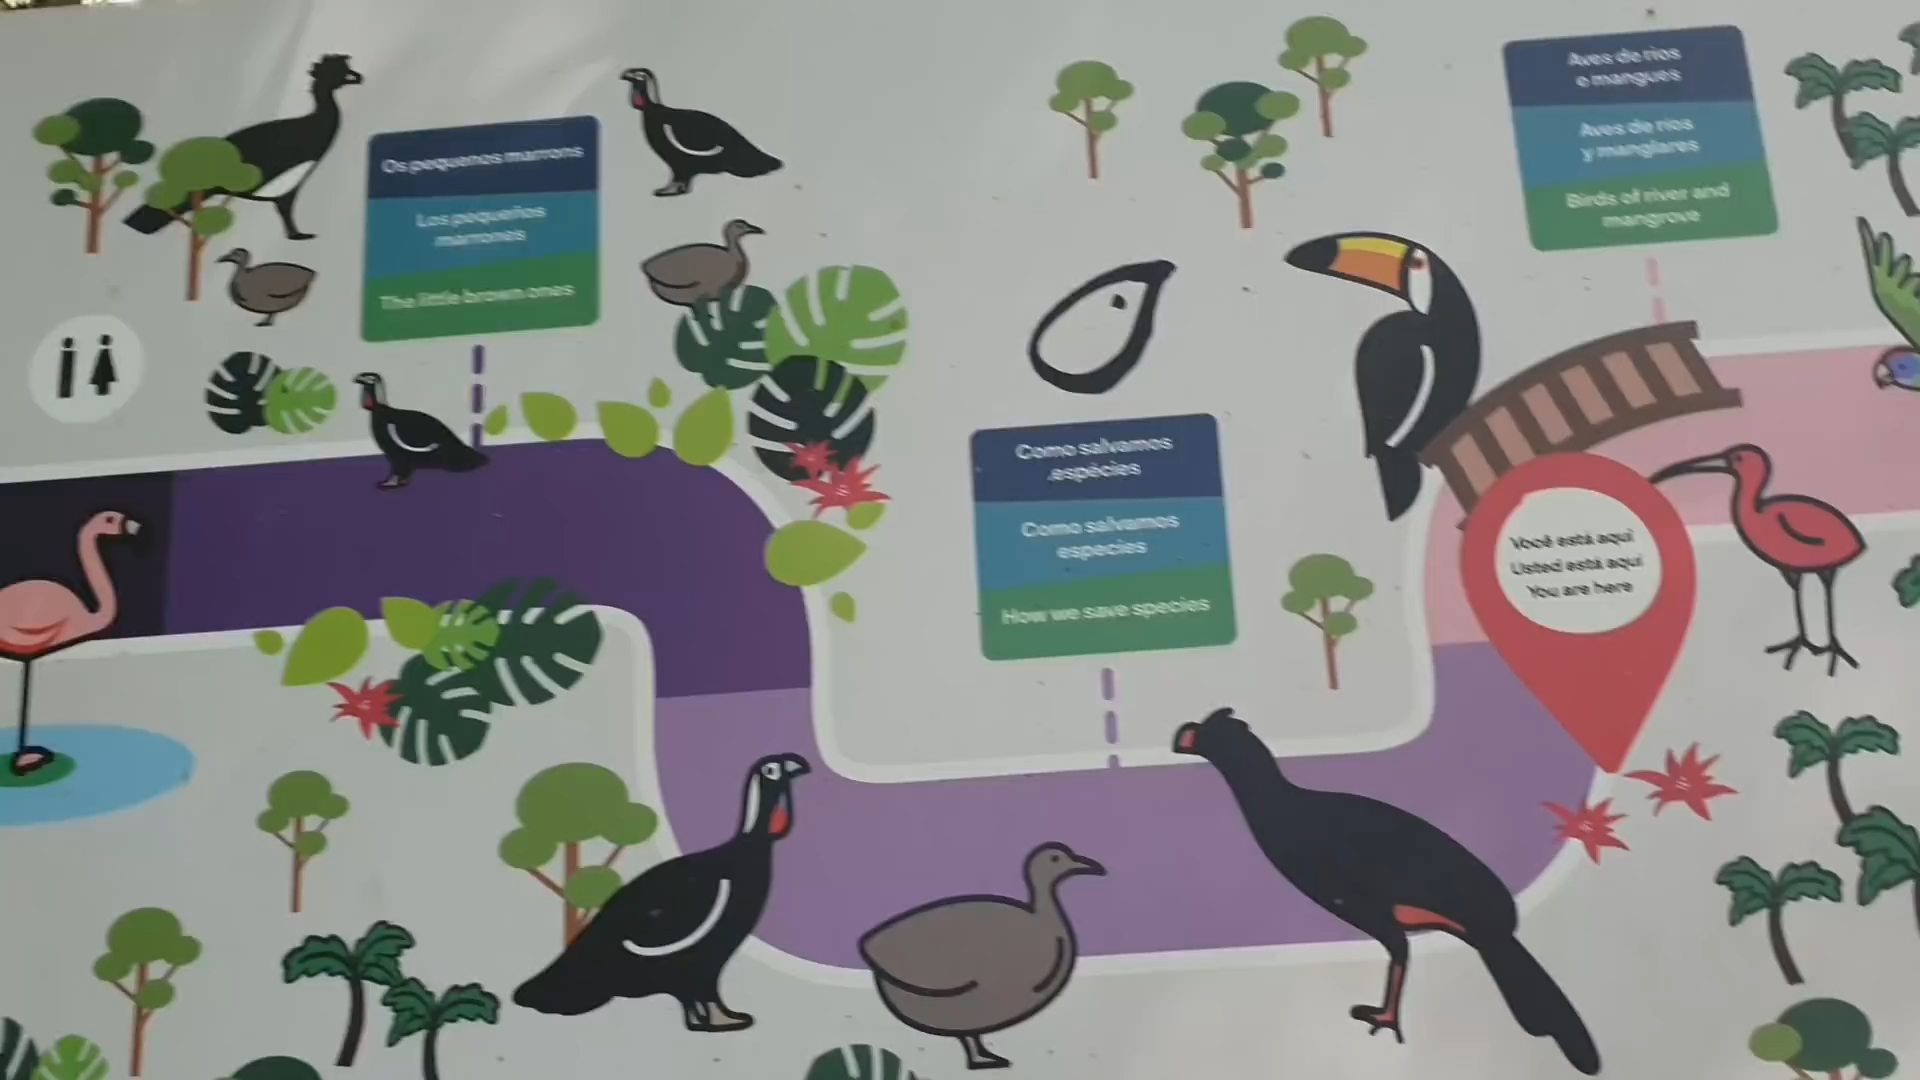 Os pequenos marrons
Los pequeños
marrones
The little brown ones
Como salvamos
espécies
Como salvamos
especies
How we save species
Aves de rios
e mangues
Aves de ríos
y manglares
Birds of river and
mangrove
Você está aqui
Usted está aquí
You are here